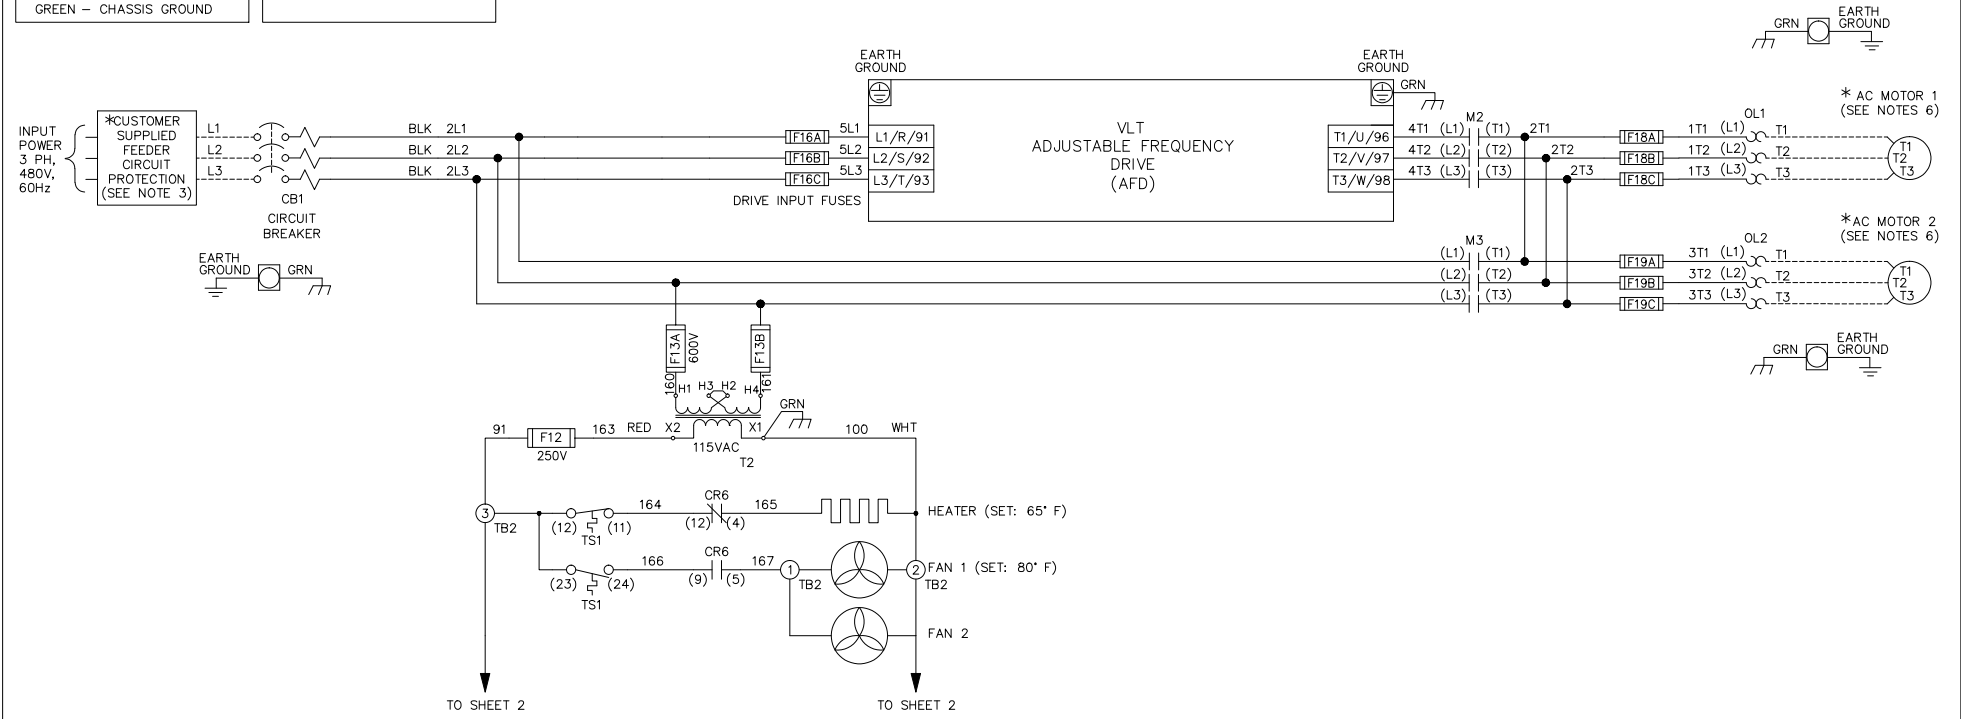 GREEN – CHASSIS GROUND
GRN
EARTH
GROUND
EARTH
GROUND
EARTH
GROUND
GRN
* AC MOTOR 1
(SEE NOTES 6)
INPUT
POWER
3 PH,
480V,
60Hz
*CUSTOMER
SUPPLIED
FEEDER
CIRCUIT
PROTECTION
(SEE NOTE 3)
L1
L2
L3
CB1
CIRCUIT
BREAKER
BLK 2L1
BLK 2L2
BLK 2L3
F16A
F16B
F16C
5L1
5L2
5L3
DRIVE INPUT FUSES
L1/R/91
L2/S/92
L3/T/93
VLT
ADJUSTABLE FREQUENCY
DRIVE
(AFD)
T1/U/96
T2/V/97
T3/W/98
M2
4T1 (L1) (T1) 2T1
4T2 (L2) (T2) 2T2
4T3 (L3) (T3) 2T3
F18A
F18B
F18C
OL1
1T1 (L1) T1
1T2 (L2) T2
1T3 (L3) T3
T1
T2
T3
EARTH
GROUND
GRN
M3
(L1) (T1)
(L2) (T2)
(L3) (T3)
F19A
F19B
F19C
OL2
3T1 (L1) T1
3T2 (L2) T2
3T3 (L3) T3
* AC MOTOR 2
(SEE NOTES 6)
T1
T2
T3
GRN
EARTH
GROUND
F13A
600V
F13B
160
161
H1 H3 H2 H4
GRN
91
F12
250V
163 RED X2
X1
115VAC
T2
100 WHT
3
TB2
(12) (11)
TS1
164
CR6
(12) (4)
165
HEATER (SET: 65° F)
(23) (24)
TS1
166
CR6
(9) (5)
167
1
TB2
2
TB2
FAN 1 (SET: 80° F)
FAN 2
TO SHEET 2
TO SHEET 2